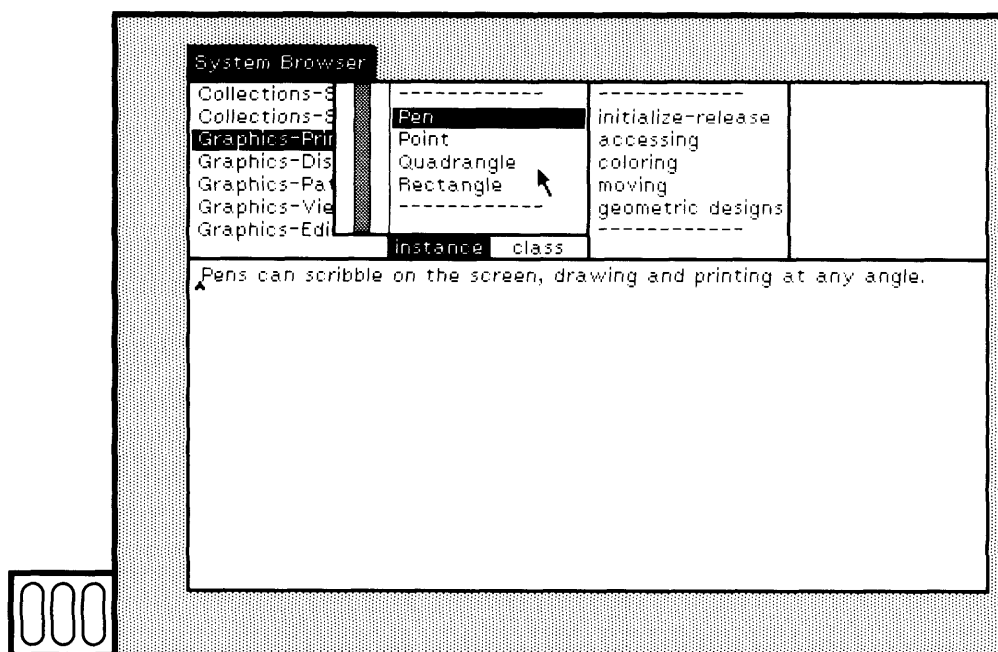 System Browser
Collections-S
Collections-S
Graphics-Prin
Graphics-Dis
Graphics-Pat
Graphics-Vie
Graphics-Edi
------------
Pen
Point
Quadrangle
Rectangle
------------
instance class
------------
initialize-release
accessing
coloring
moving
geometric designs
------------
Pens can scribble on the screen, drawing and printing at any angle.